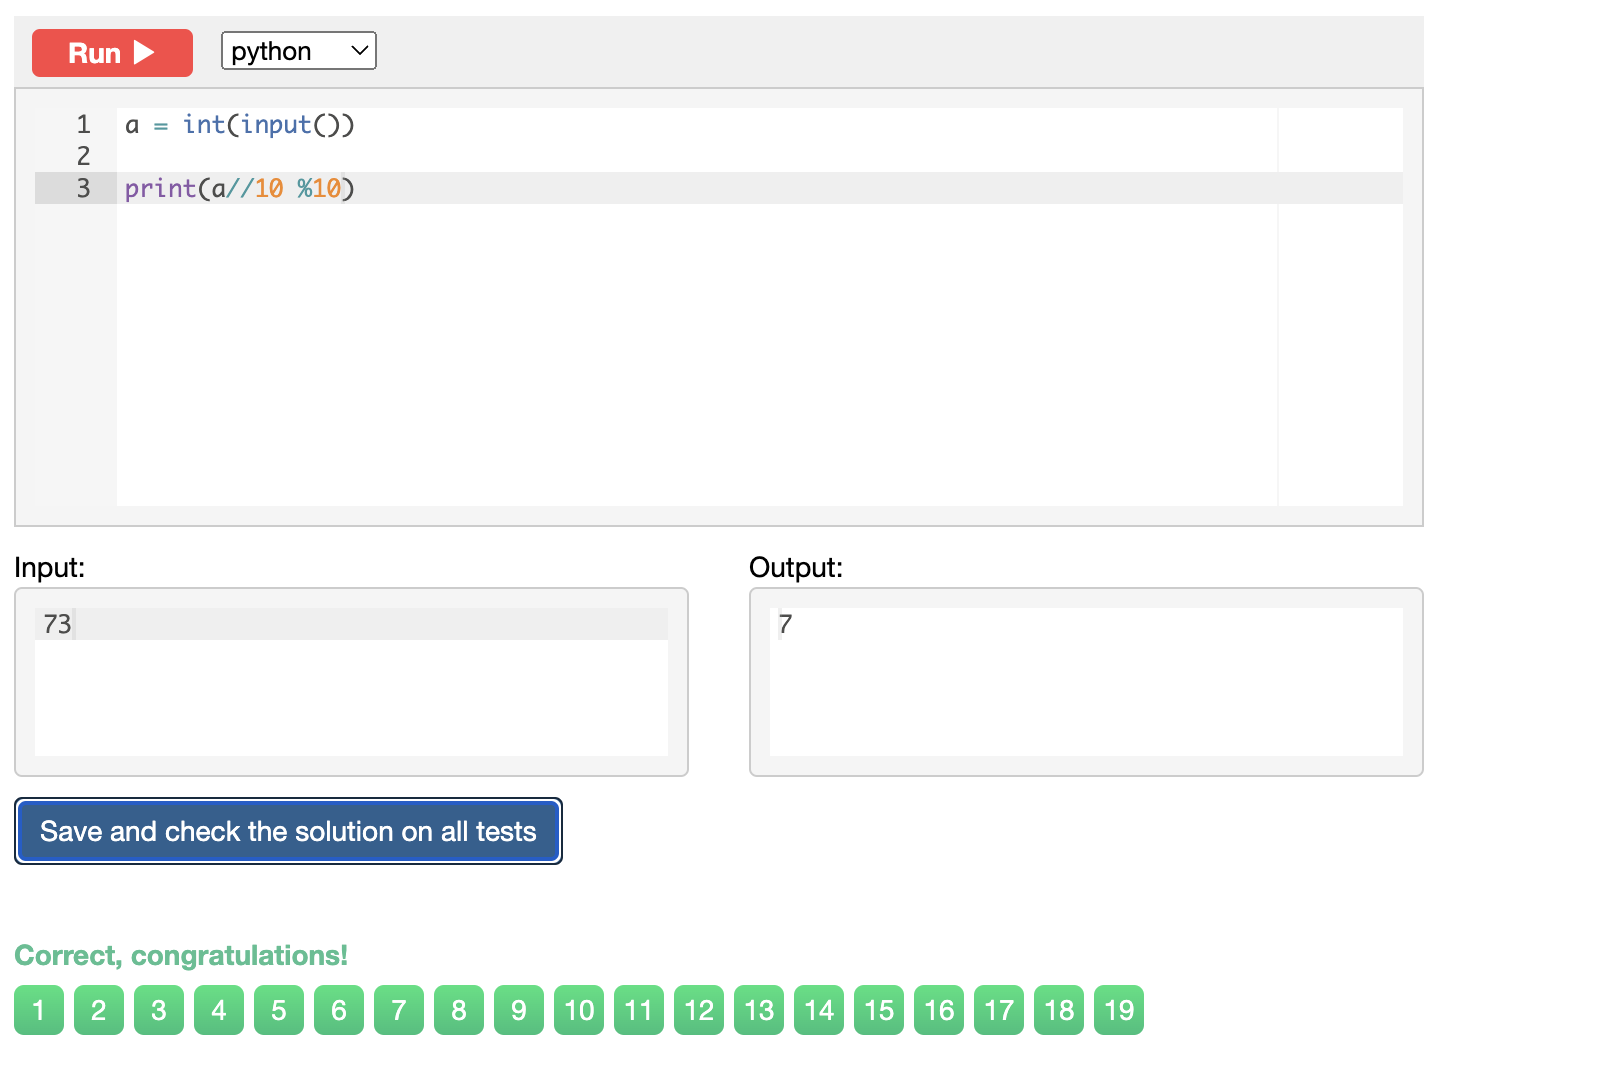 Run python
1 a = int(input())
2
3 print(a//10 %10)
Input: Output:
73 7
Save and check the solution on all tests
Correct, congratulations!
1 2 3 4 5 6 7 8 9 10 11 12 13 14 15 16 17 18 19